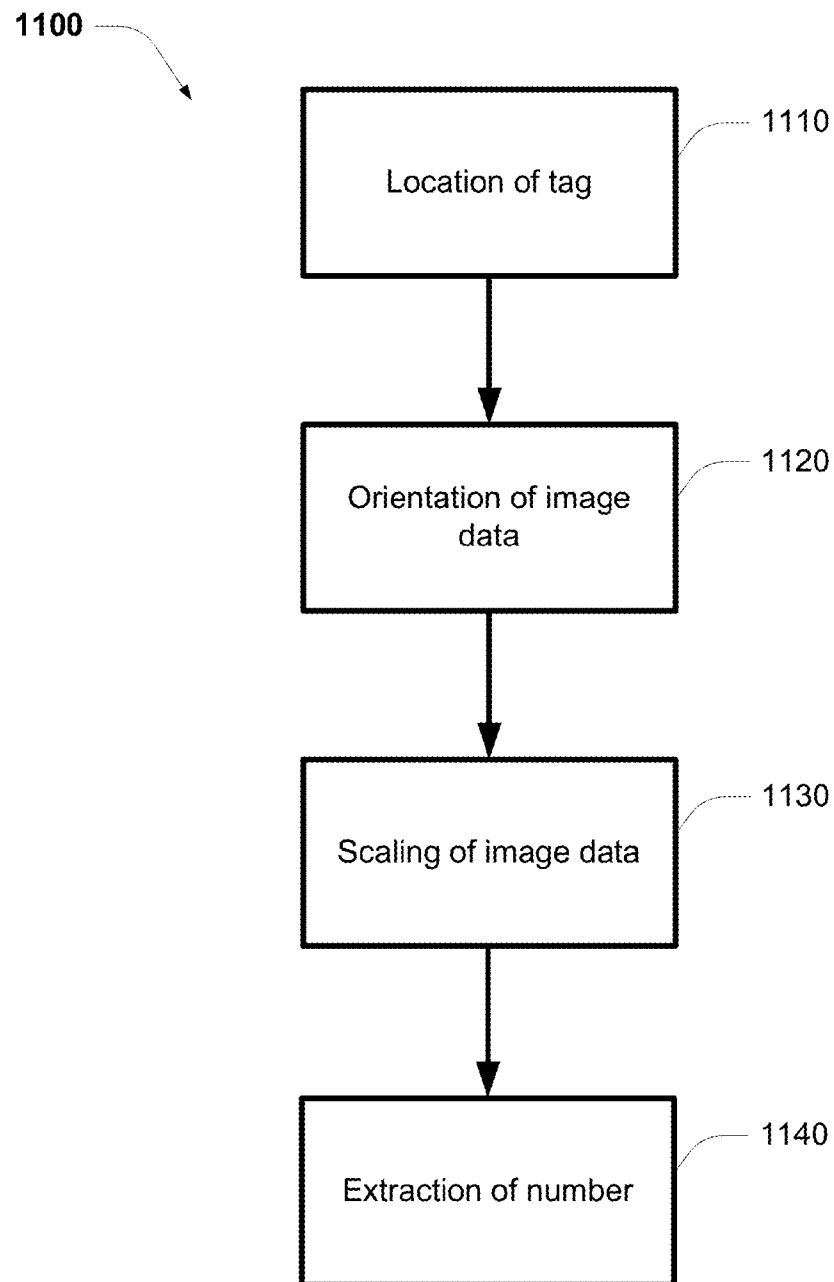 1100
1110
Location of tag
1120
Orientation of image
data
1130
Scaling of image data
1140
Extraction of number